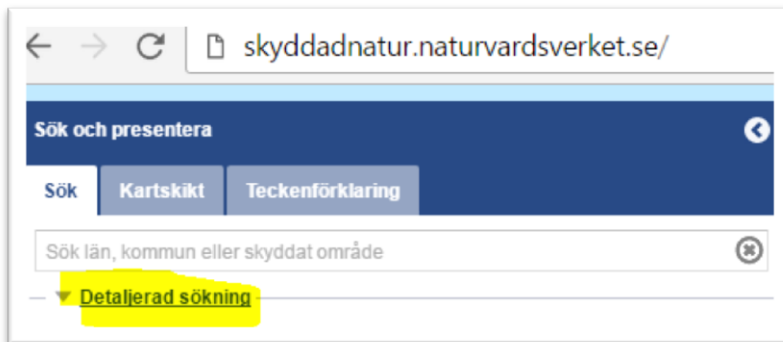 skyddadnatur.naturvardsverket.se/
Sök och presentera
Sök Kartskikt Teckenförklaring
Sök län, kommun eller skyddat område
Detaljerad sökning